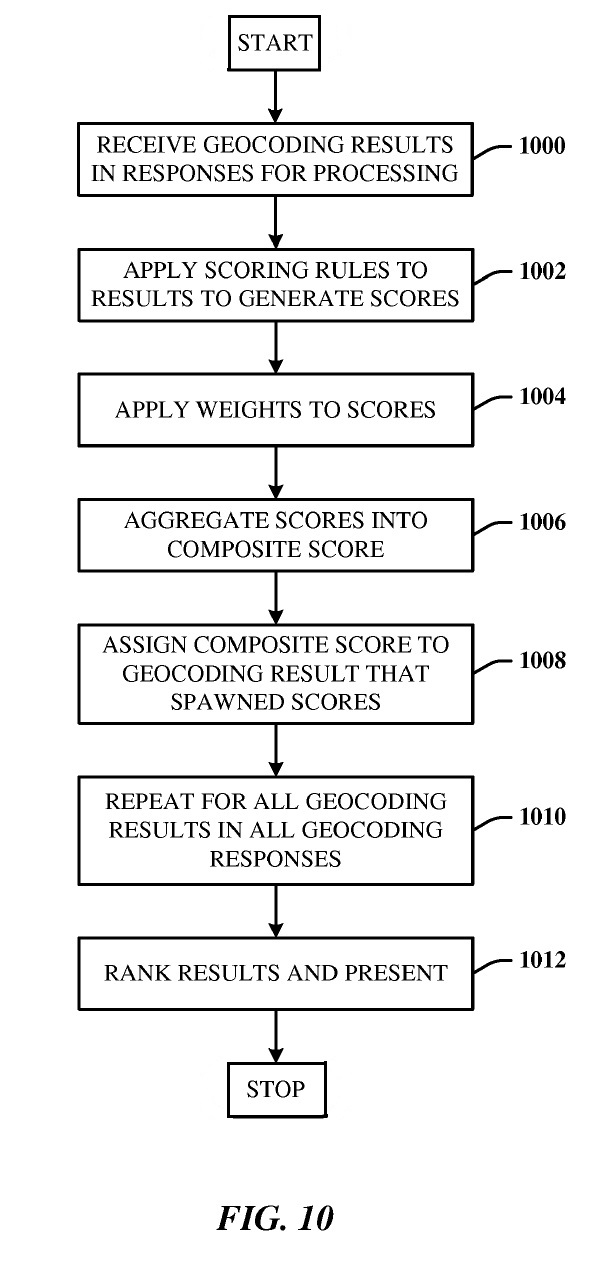 START
RECEIVE GEOCODING RESULTS
IN RESPONSES FOR PROCESSING
1000
APPLY SCORING RULES TO
RESULTS TO GENERATE SCORES
1002
APPLY WEIGHTS TO SCORES
1004
AGGREGATE SCORES INTO
COMPOSITE SCORE
1006
ASSIGN COMPOSITE SCORE TO
GEOCODING RESULT THAT
SPAWNED SCORES
1008
REPEAT FOR ALL GEOCODING
RESULTS IN ALL GEOCODING
RESPONSES
1010
RANK RESULTS AND PRESENT
1012
STOP
FIG. 10